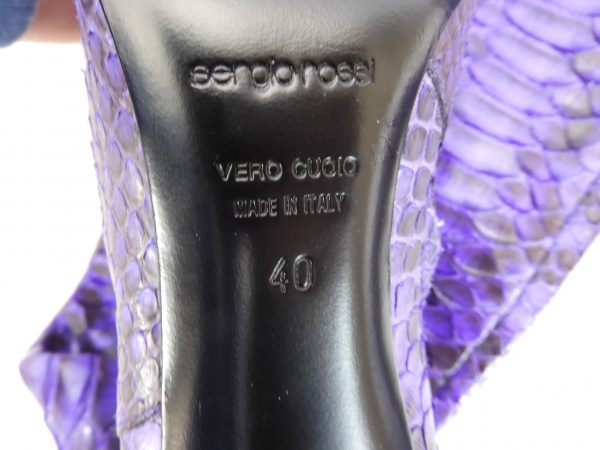 sergio rossi
VERO CUOIO
MADE IN ITALY
40